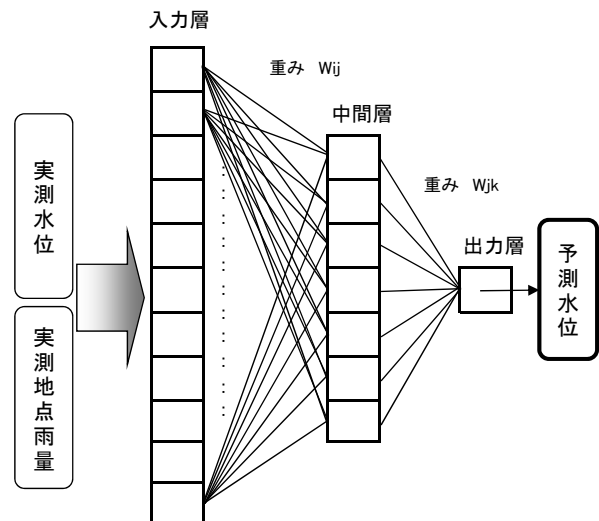 入力層
重み Wij
中間層
重み Wjk
出力層
実測水位
実測地点雨量
予測水位